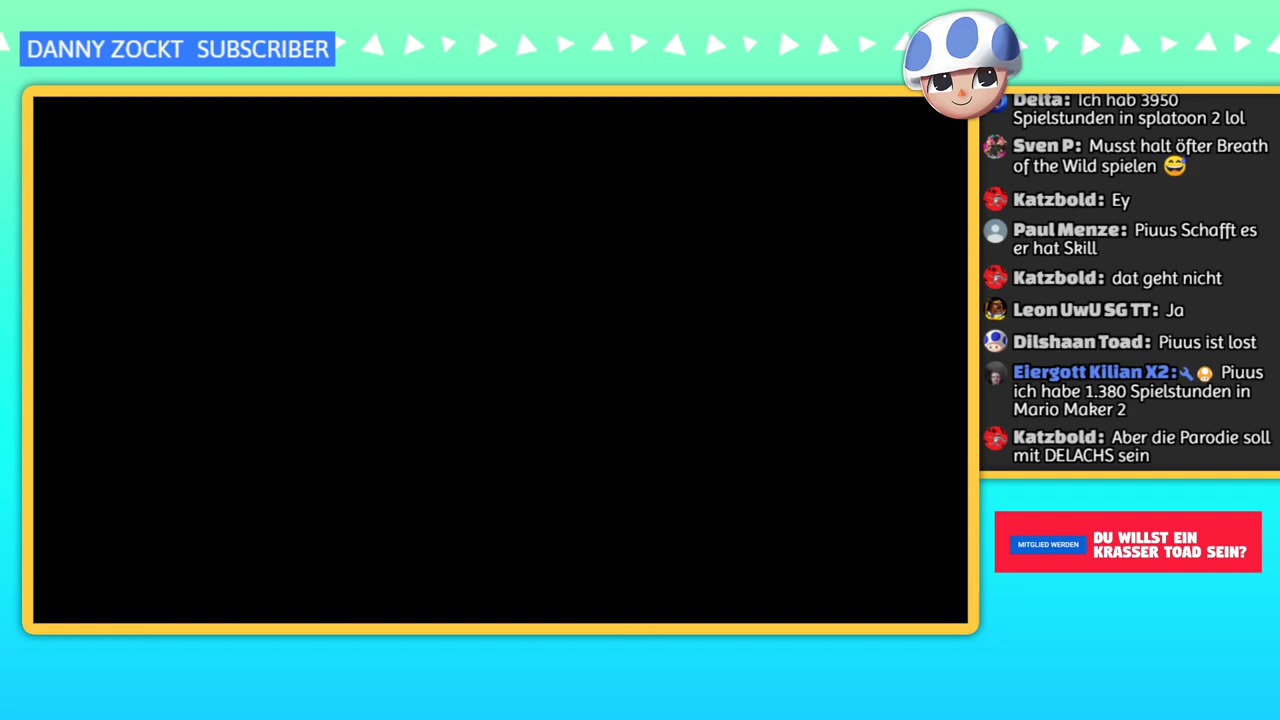 DANNY ZOCKT SUBSCRIBER
Delta: Ich hab 3950
Spielstunden in splatoon 2 lol
Sven P: Musst halt öfter Breath
of the Wild spielen 😅
Katzbold: Ey
Paul Menze: Piuus Schafft es
er hat Skill
Katzbold: dat geht nicht
Leon UwU SG TT: Ja
Dilshaan Toad: Piuus ist lost
Eiergott Kilian X2: Piuus
ich habe 1.380 Spielstunden in
Mario Maker 2
Katzbold: Aber die Parodie soll
mit DELACHS sein
MITGLIED WERDEN
DU WILLST EIN
KRASSER TOAD SEIN?